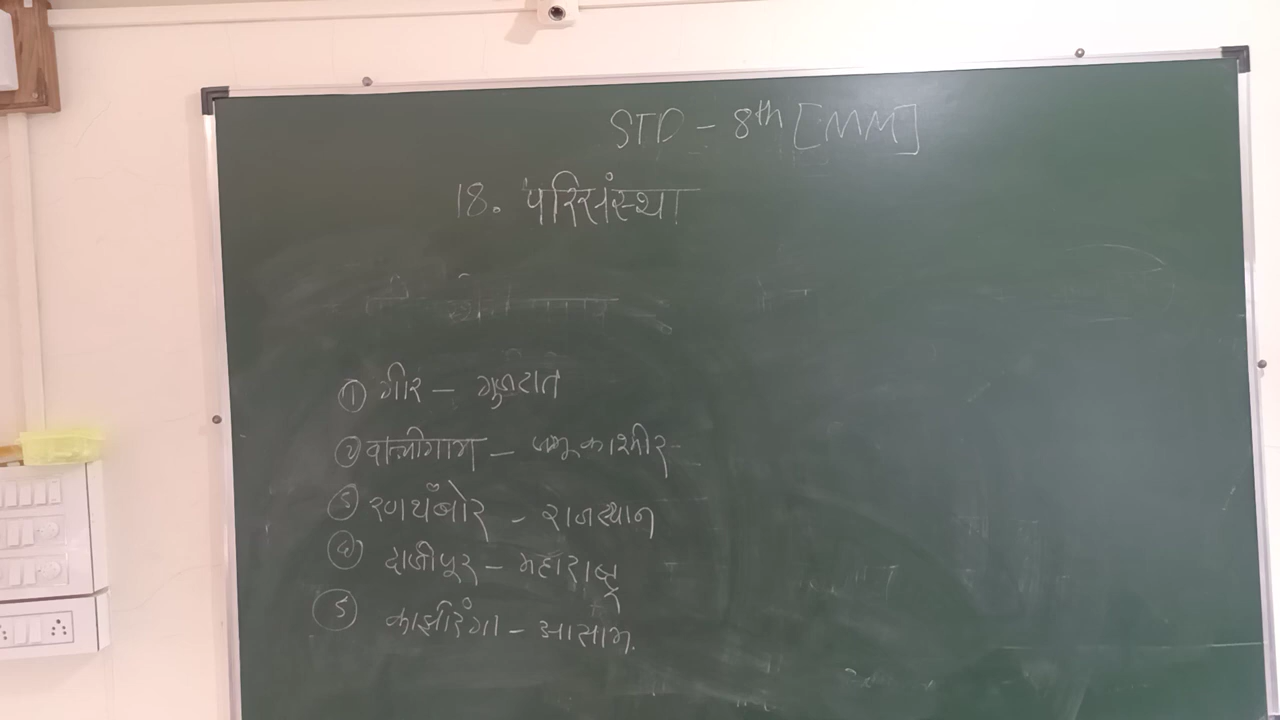 STD - 8th [MM]
18. परिसंस्था
① गीर - गुजरात
② दाचीगाम - जम्मू काश्मीर
③ रणथँबोर - राजस्थान
④ दाजीपूर - महाराष्ट्र
⑤ काझीरंगा - आसाम.